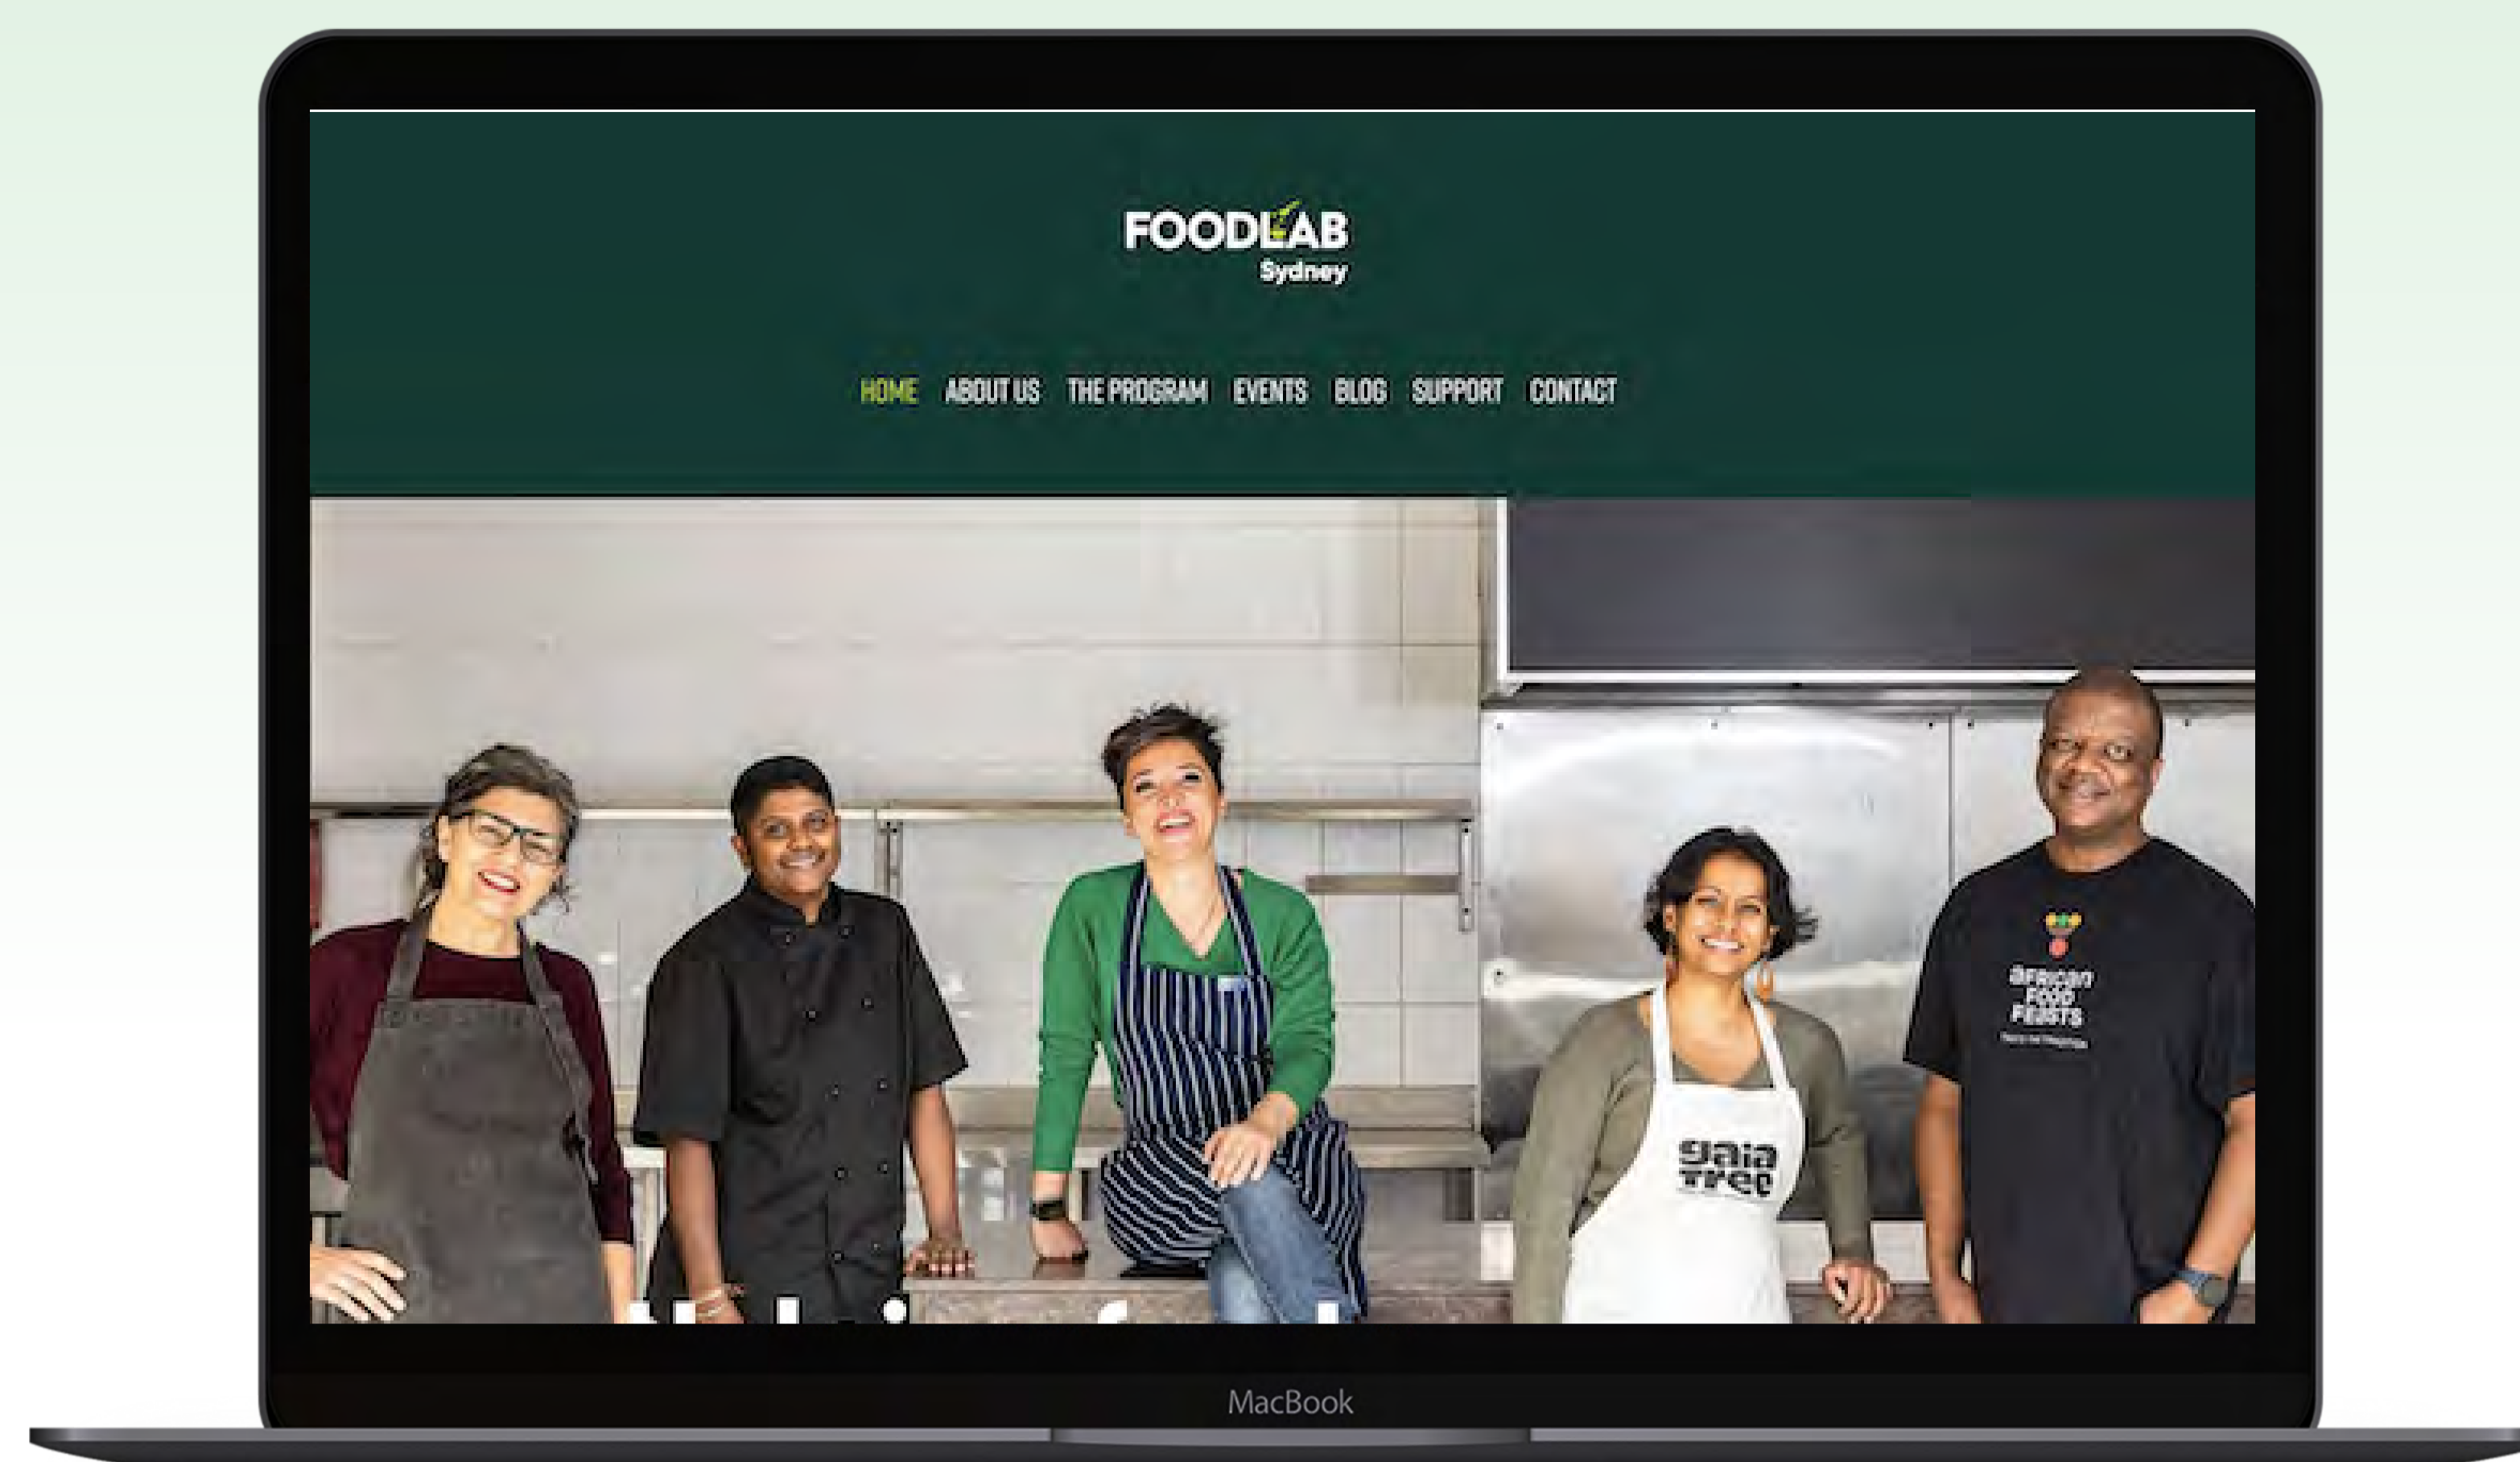 FOODLAB
Sydney
HOME ABOUT US THE PROGRAM EVENTS BLOG SUPPORT CONTACT
aFRICan
FOOD
FEaSTS
gaia
Tree
MacBook